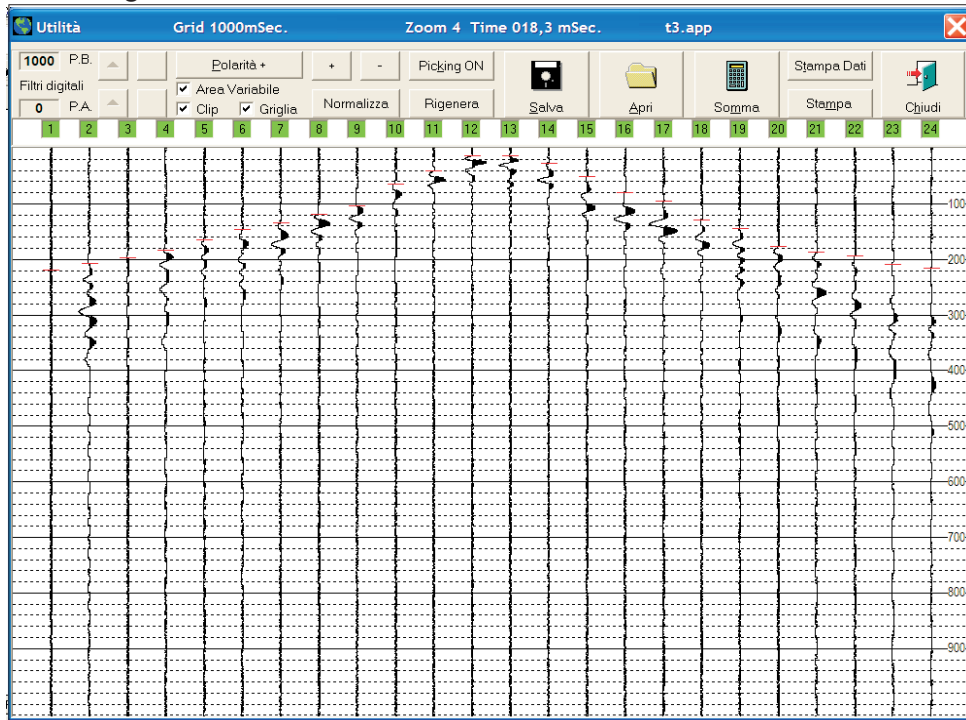 Utilità Grid 1000mSec. Zoom 4 Time 018,3 mSec. t3.app
1000 P.B. Polarità + + - Picking ON Stampa Dati
Filtri digitali Area Variabile
0 P.A. Clip Griglia Normalizza Rigenera Salva Apri Somma Stampa Chiudi
1 2 3 4 5 6 7 8 9 10 11 12 13 14 15 16 17 18 19 20 21 22 23 24
100
200
300
400
500
600
700
800
900